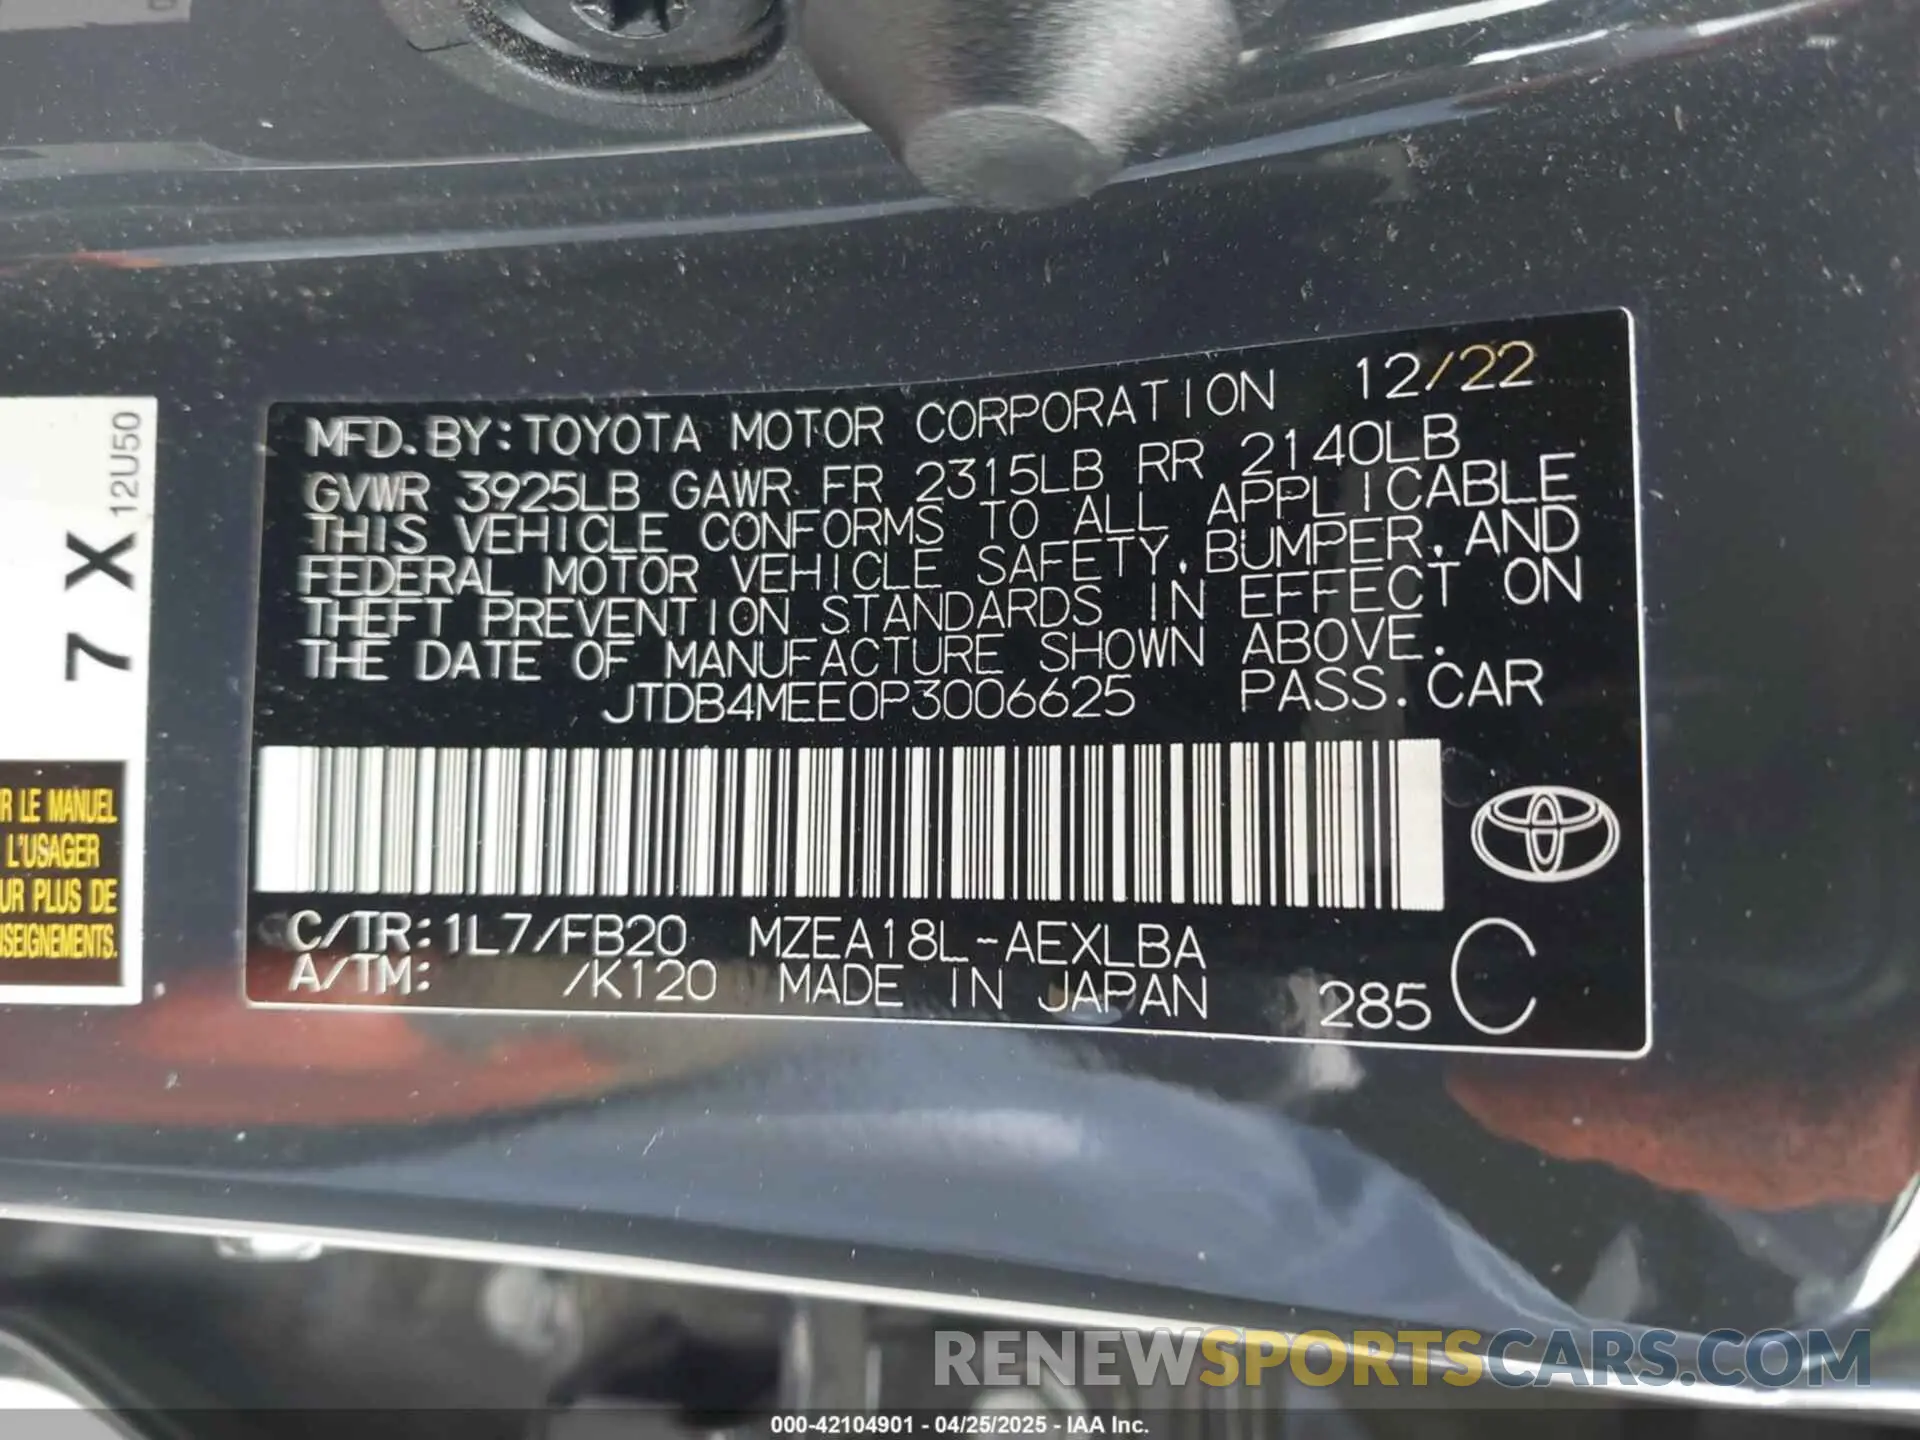 MFD. BY: TOYOTA MOTOR CORPORATION 12/22
GVWR 3925LB GAWR FR 2315LB RR 2140LB
THIS VEHICLE CONFORMS TO ALL APPLICABLE
FEDERAL MOTOR VEHICLE SAFETY, BUMPER, AND
THEFT PREVENTION STANDARDS IN EFFECT ON
THE DATE OF MANUFACTURE SHOWN ABOVE.
JTDB4MEE0P3006625 PASS. CAR
C/TR: 1L7/FB20 MZEA18L-AEXLBA
A/TM: /K120 MADE IN JAPAN 285 C
7 X 12U50
R LE MANUEL
L'USAGER
UR PLUS DE
SEIGNEMENTS.
RENEWSPORTSCARS.COM
000-42104901 - 04/25/2025 - IAA Inc.